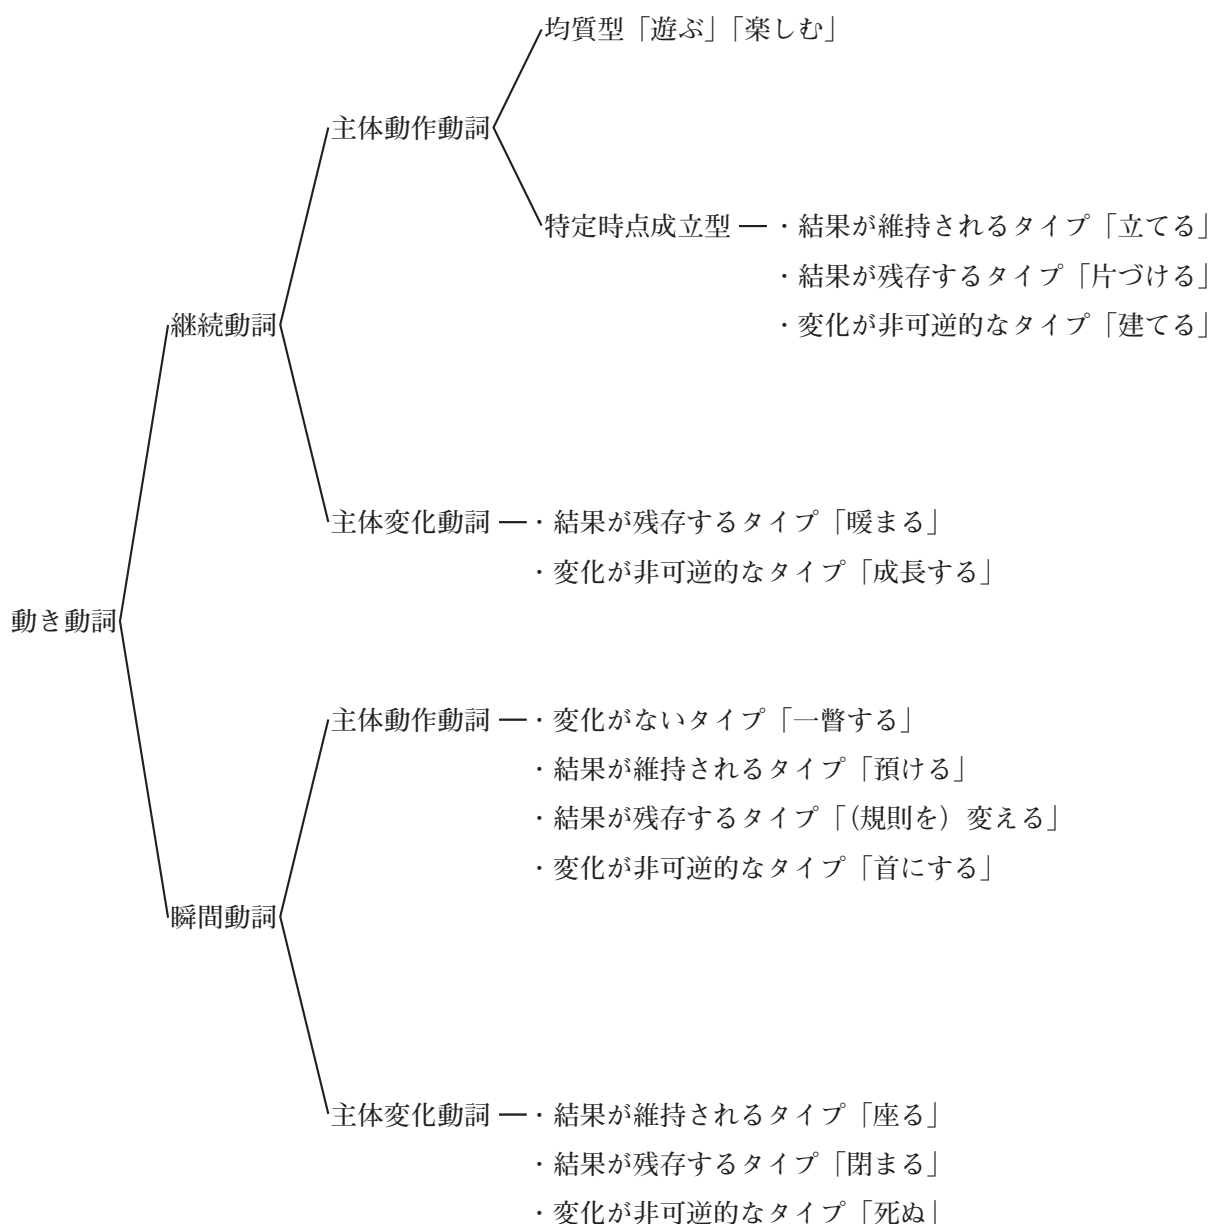 均質型「遊ぶ」「楽しむ」
主体動作動詞
特定時点成立型 ― ・結果が維持されるタイプ「立てる」
・結果が残存するタイプ「片づける」
・変化が非可逆的なタイプ「建てる」
継続動詞
主体変化動詞 ― ・結果が残存するタイプ「暖まる」
・変化が非可逆的なタイプ「成長する」
動き動詞
主体動作動詞 ― ・変化がないタイプ「一瞥する」
・結果が維持されるタイプ「預ける」
・結果が残存するタイプ「（規則を）変える」
・変化が非可逆的なタイプ「首にする」
瞬間動詞
主体変化動詞 ― ・結果が維持されるタイプ「座る」
・結果が残存するタイプ「閉まる」
・変化が非可逆的なタイプ「死ぬ」